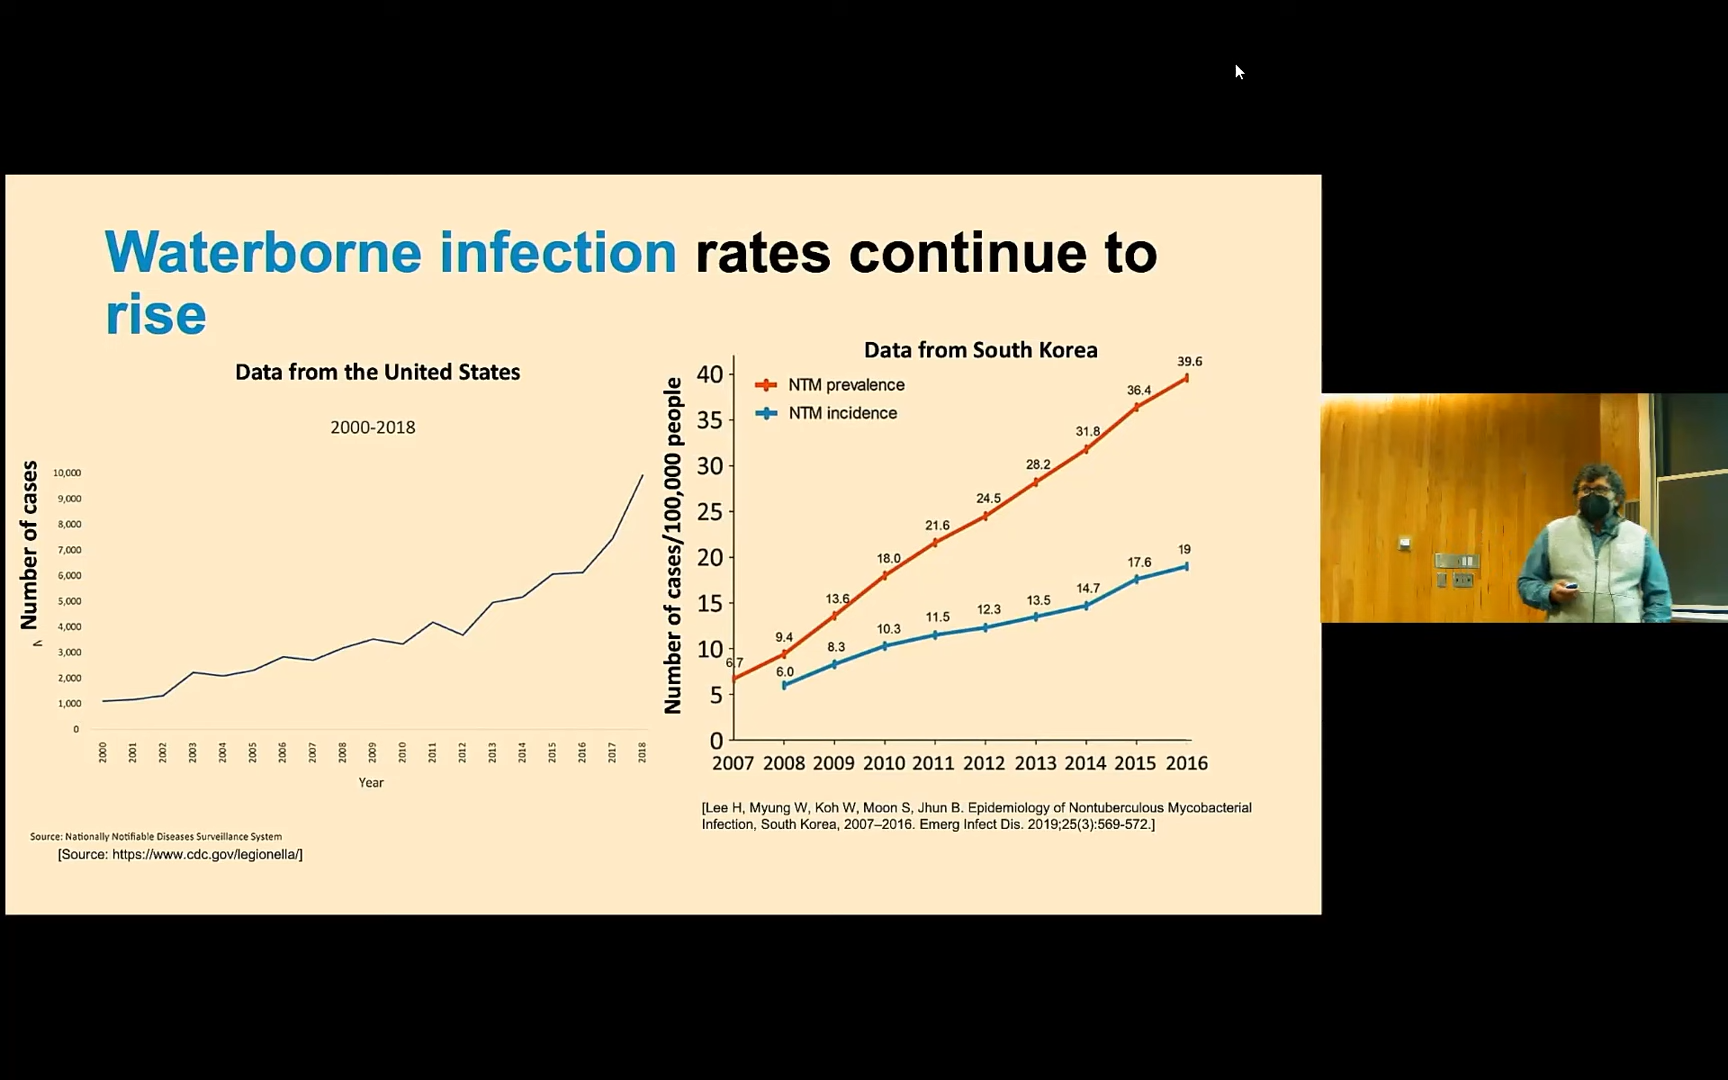 Waterborne infection rates continue to
rise
Data from the United States
2000-2018
Number of cases
10,000
9,000
8,000
7,000
6,000
5,000
4,000
3,000
2,000
1,000
0
2000 2001 2002 2003 2004 2005 2006 2007 2008 2009 2010 2011 2012 2013 2014 2015 2016 2017 2018
Year
Source: Nationally Notifiable Diseases Surveillance System
[Source: https://www.cdc.gov/legionella/]
Data from South Korea
NTM prevalence
NTM incidence
Number of cases/100,000 people
40
35
30
25
20
15
10
5
0
6.7 9.4 13.6 18.0 21.6 24.5 28.2 31.8 36.4 39.6
6.0 8.3 10.3 11.5 12.3 13.5 14.7 17.6 19
2007 2008 2009 2010 2011 2012 2013 2014 2015 2016
[Lee H, Myung W, Koh W, Moon S, Jhun B. Epidemiology of Nontuberculous Mycobacterial
Infection, South Korea, 2007–2016. Emerg Infect Dis. 2019;25(3):569-572.]